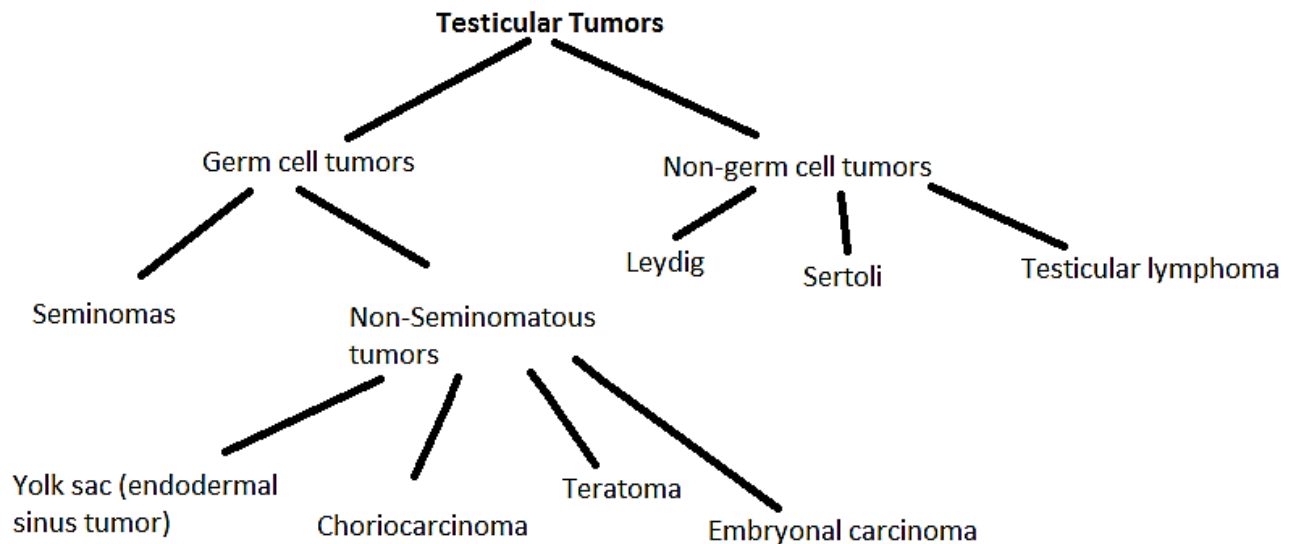 Testicular Tumors
Germ cell tumors
Non-germ cell tumors
Leydig
Sertoli
Testicular lymphoma
Seminomas
Non-Seminomatous
tumors
Yolk sac (endodermal
sinus tumor)
Choriocarcinoma
Teratoma
Embryonal carcinoma